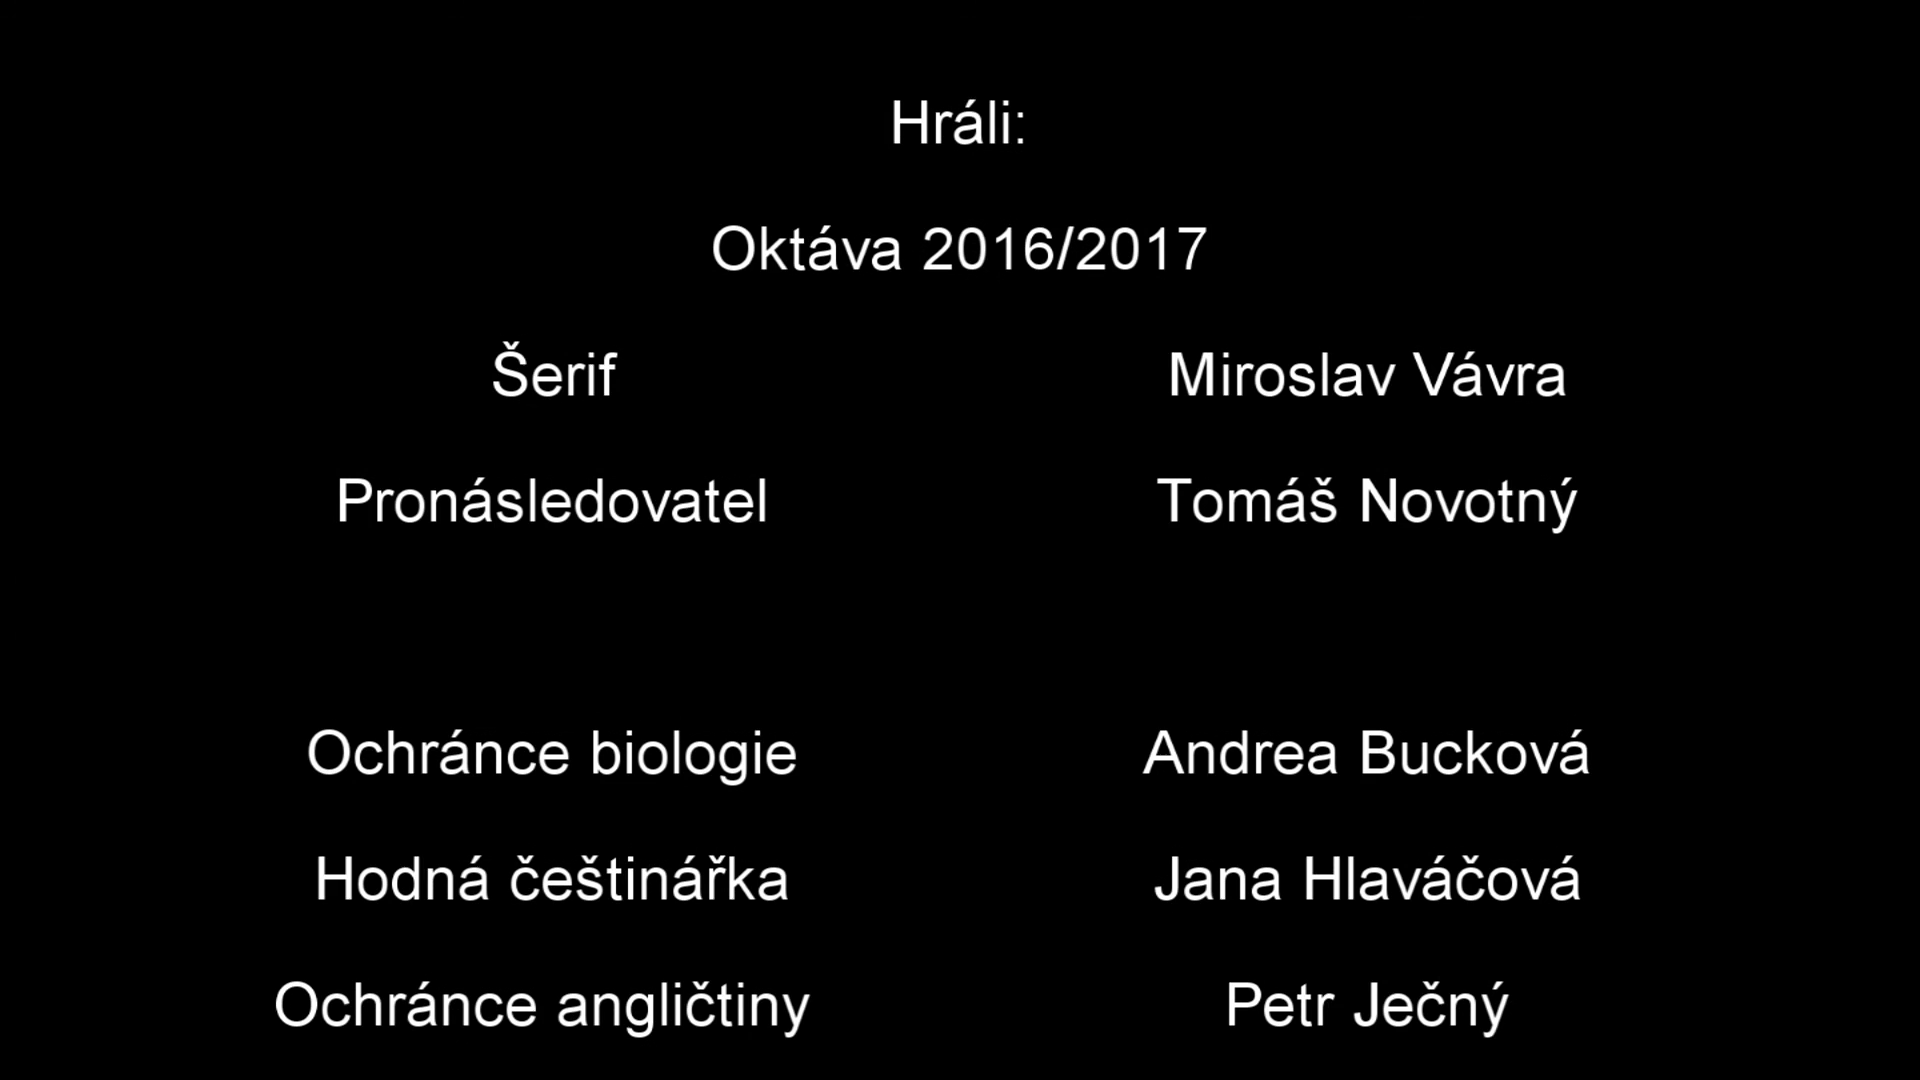 Hráli:
Oktáva 2016/2017
Šerif Miroslav Vávra
Pronásledovatel Tomáš Novotný
Ochránce biologie Andrea Bucková
Hodná češtinářka Jana Hlaváčová
Ochránce angličtiny Petr Ječný